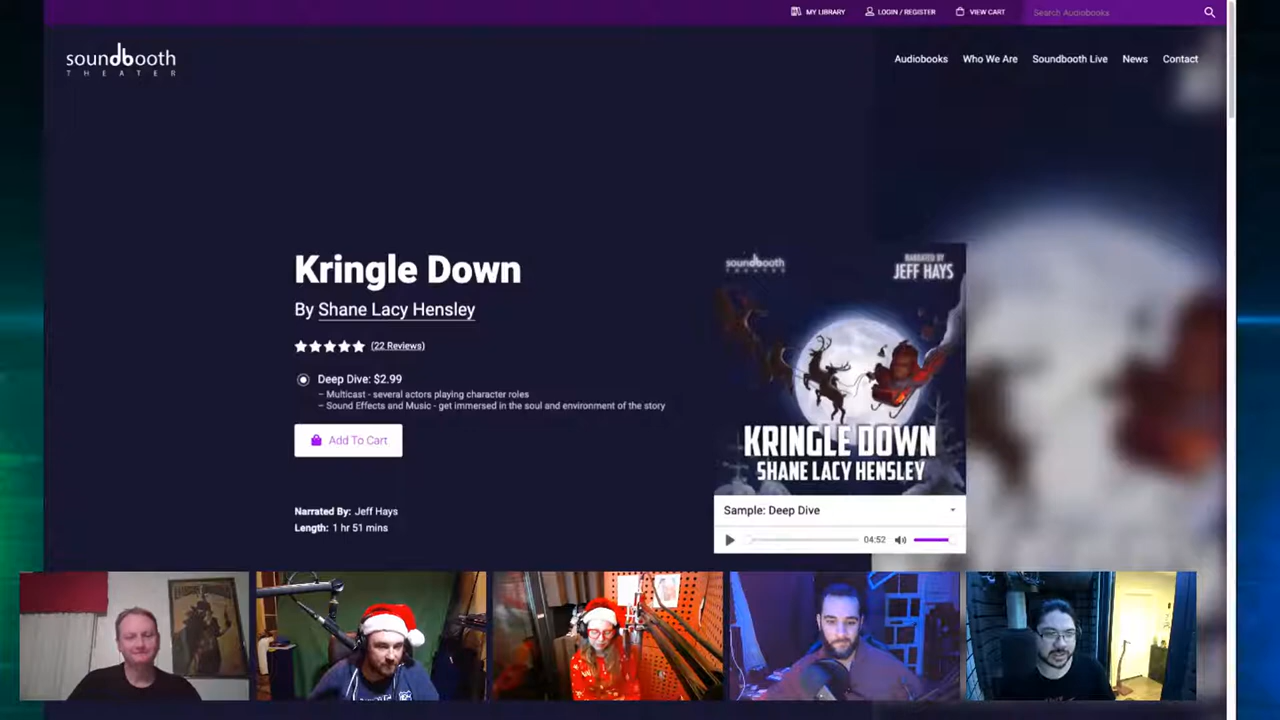 MY LIBRARY
LOGIN / REGISTER
VIEW CART
Search Audiobooks
soundbooth
THEATER
Audiobooks
Who We Are
Soundbooth Live
News
Contact
Kringle Down
By Shane Lacy Hensley
(22 Reviews)
Deep Dive: $2.99
– Multicast - several actors playing character roles
– Sound Effects and Music - get immersed in the soul and environment of the story
Add To Cart
Narrated By: Jeff Hays
Length: 1 hr 51 mins
soundbooth
THEATER
NARRATED BY
JEFF HAYS
KRINGLE DOWN
SHANE LACY HENSLEY
Sample: Deep Dive
04:52